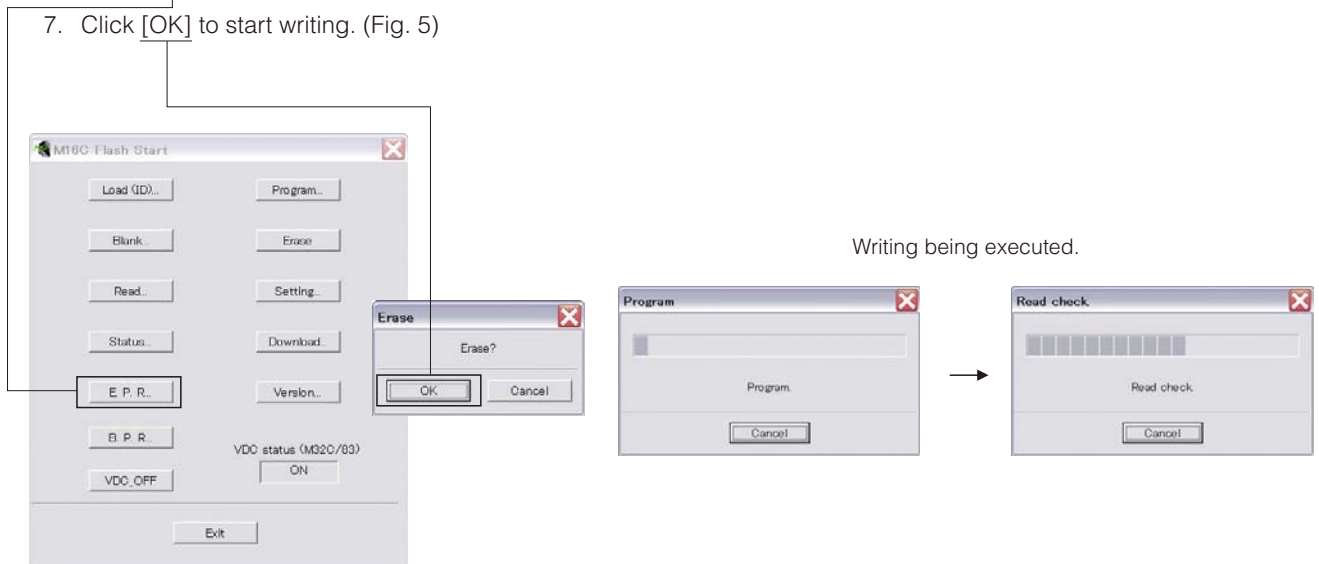 7. Click [OK] to start writing. (Fig. 5)
M16C Flash Start
Load (ID)...
Program...
Blank...
Erase
Read...
Setting...
Status...
Download...
E. P. R...
Version...
B. P. R...
VDC status (M32C/83)
ON
VDC_OFF
Exit
Erase
Erase?
OK
Cancel
Writing being executed.
Program
Program.
Cancel
Read check.
Read check.
Cancel